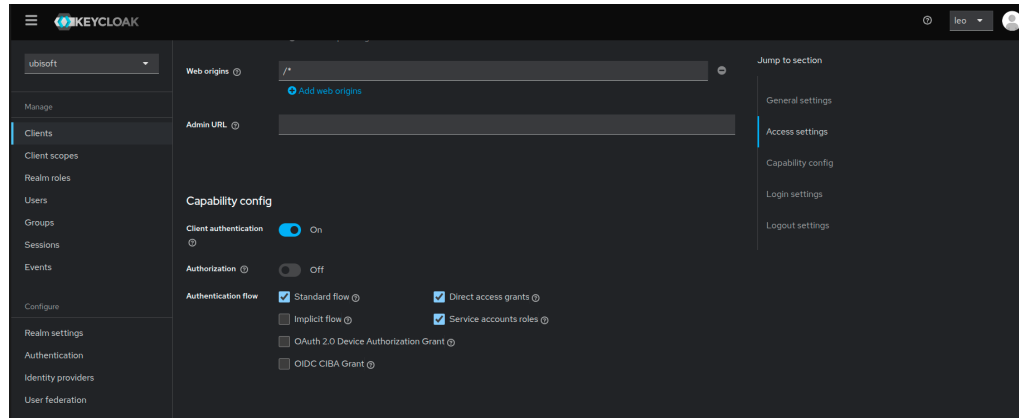 KEYCLOAK
leo
ubisoft
Manage
Clients
Client scopes
Realm roles
Users
Groups
Sessions
Events
Configure
Realm settings
Authentication
Identity providers
User federation
Web origins
/*
Add web origins
Admin URL
Capability config
Client authentication
On
Authorization
Off
Authentication flow
Standard flow
Direct access grants
Implicit flow
Service accounts roles
OAuth 2.0 Device Authorization Grant
OIDC CIBA Grant
Jump to section
General settings
Access settings
Capability config
Login settings
Logout settings